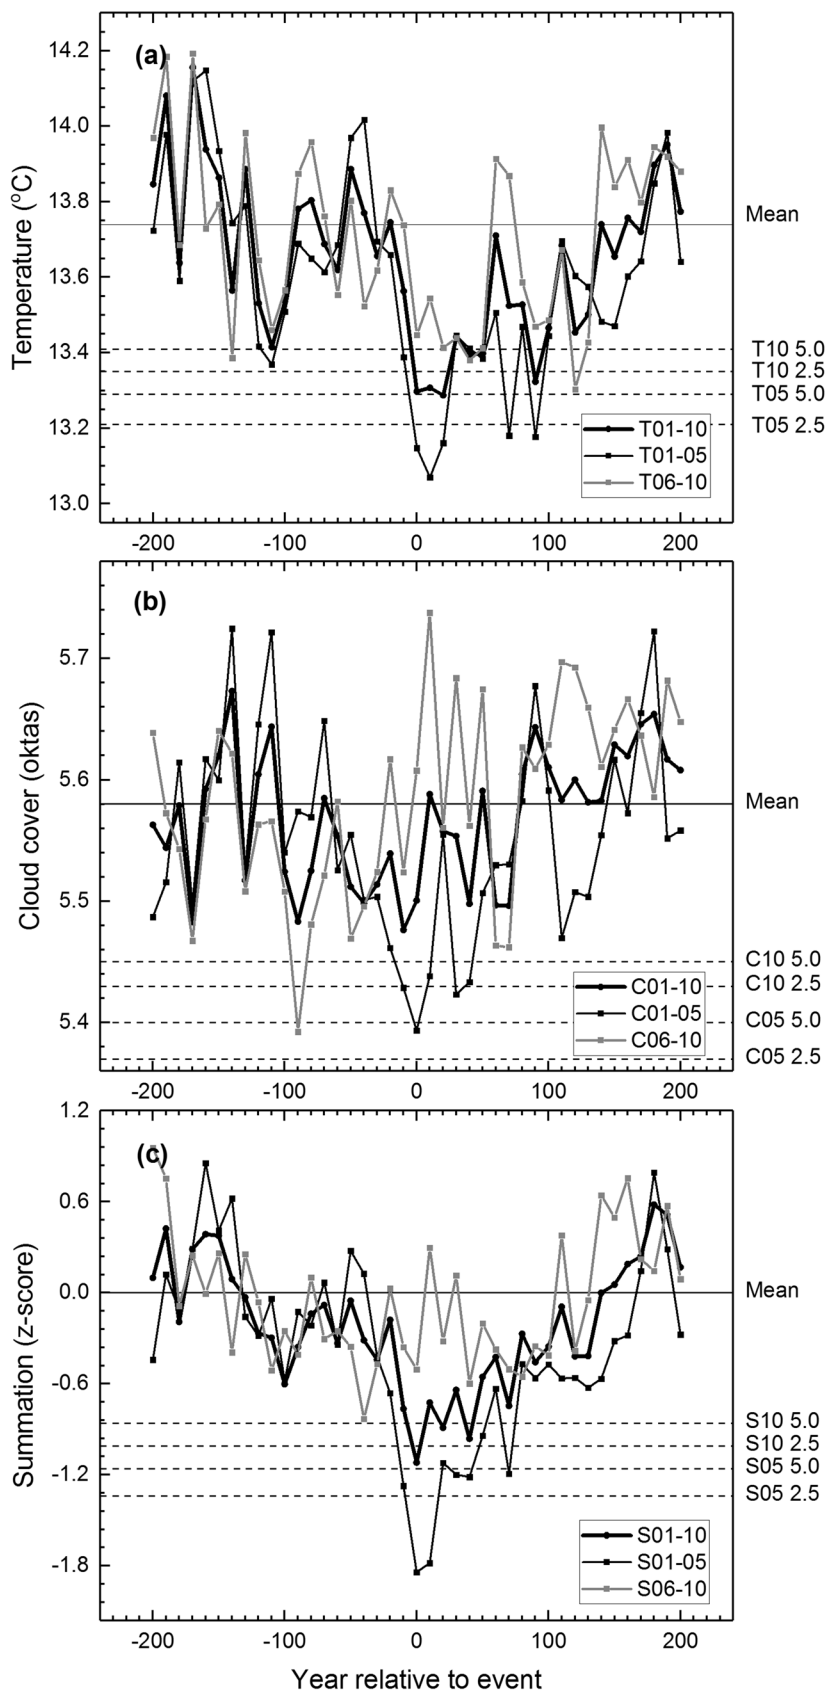 (a)
14.2
14.0
13.8
13.6
13.4
13.2
13.0
Temperature (°C)
Mean
T10 5.0
T10 2.5
T05 5.0
T05 2.5
T01-10
T01-05
T06-10
-200 -100 0 100 200
(b)
5.7
5.6
5.5
5.4
Cloud cover (oktas)
Mean
C10 5.0
C10 2.5
C05 5.0
C05 2.5
C01-10
C01-05
C06-10
-200 -100 0 100 200
(c)
1.2
0.6
0.0
-0.6
-1.2
-1.8
Summation (z-score)
Mean
S10 5.0
S10 2.5
S05 5.0
S05 2.5
S01-10
S01-05
S06-10
-200 -100 0 100 200
Year relative to event